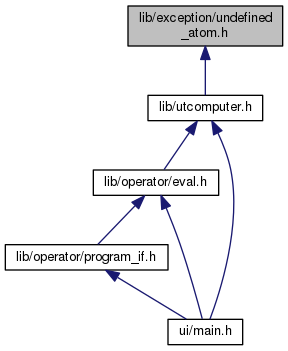 lib/exception/undefined
_atom.h
lib/utcomputer.h
lib/operator/eval.h
lib/operator/program_if.h
ui/main.h